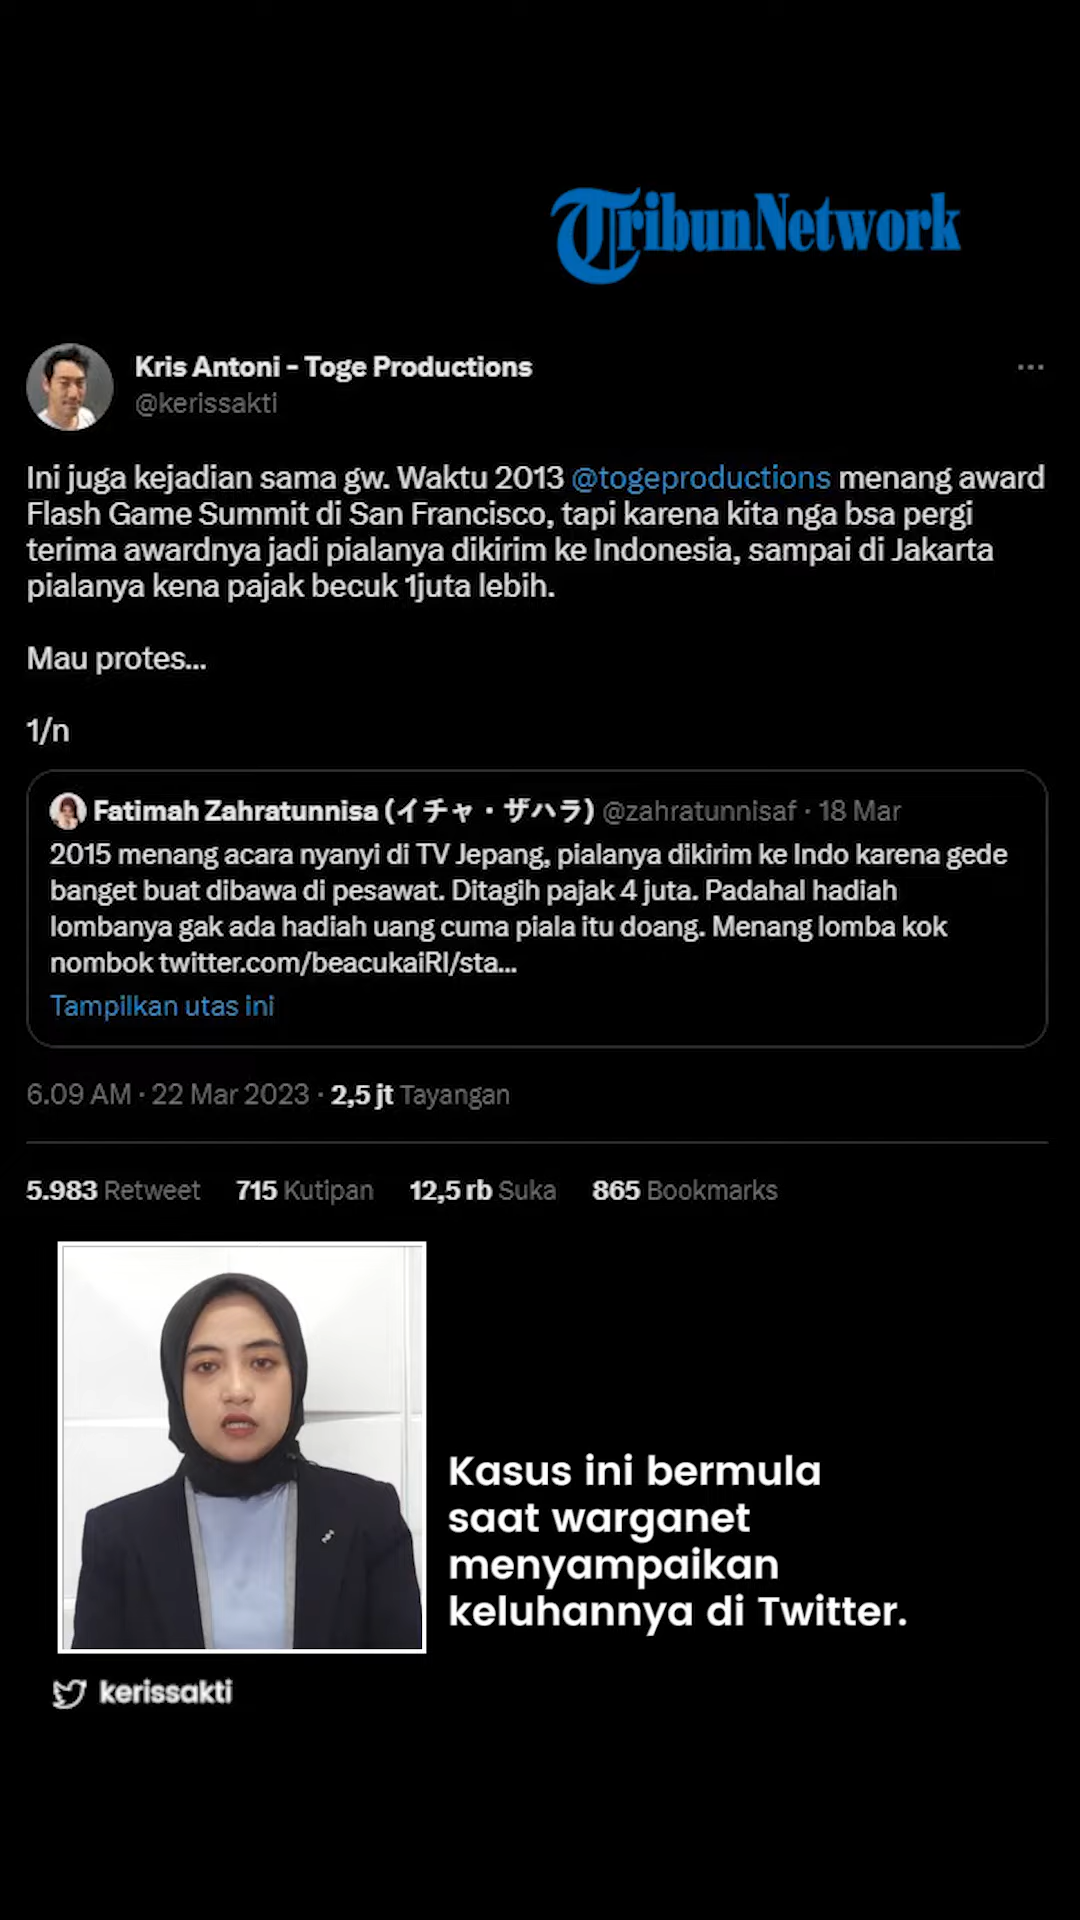 TribunNetwork
Kris Antoni - Toge Productions
@kerissakti
Ini juga kejadian sama gw. Waktu 2013 @togeproductions menang award
Flash Game Summit di San Francisco, tapi karena kita nga bsa pergi
terima awardnya jadi pialanya dikirim ke Indonesia, sampai di Jakarta
pialanya kena pajak becuk 1juta lebih.
Mau protes...
1/n
Fatimah Zahratunnisa (イチャ・ザハラ) @zahratunnisaf · 18 Mar
2015 menang acara nyanyi di TV Jepang, pialanya dikirim ke Indo karena gede
banget buat dibawa di pesawat. Ditagih pajak 4 juta. Padahal hadiah
lombanya gak ada hadiah uang cuma piala itu doang. Menang lomba kok
nombok twitter.com/beacukaiRI/sta...
Tampilkan utas ini
6.09 AM · 22 Mar 2023 · 2,5 jt Tayangan
5.983 Retweet 715 Kutipan 12,5 rb Suka 865 Bookmarks
Kasus ini bermula
saat warganet
menyampaikan
keluhannya di Twitter.
kerissakti